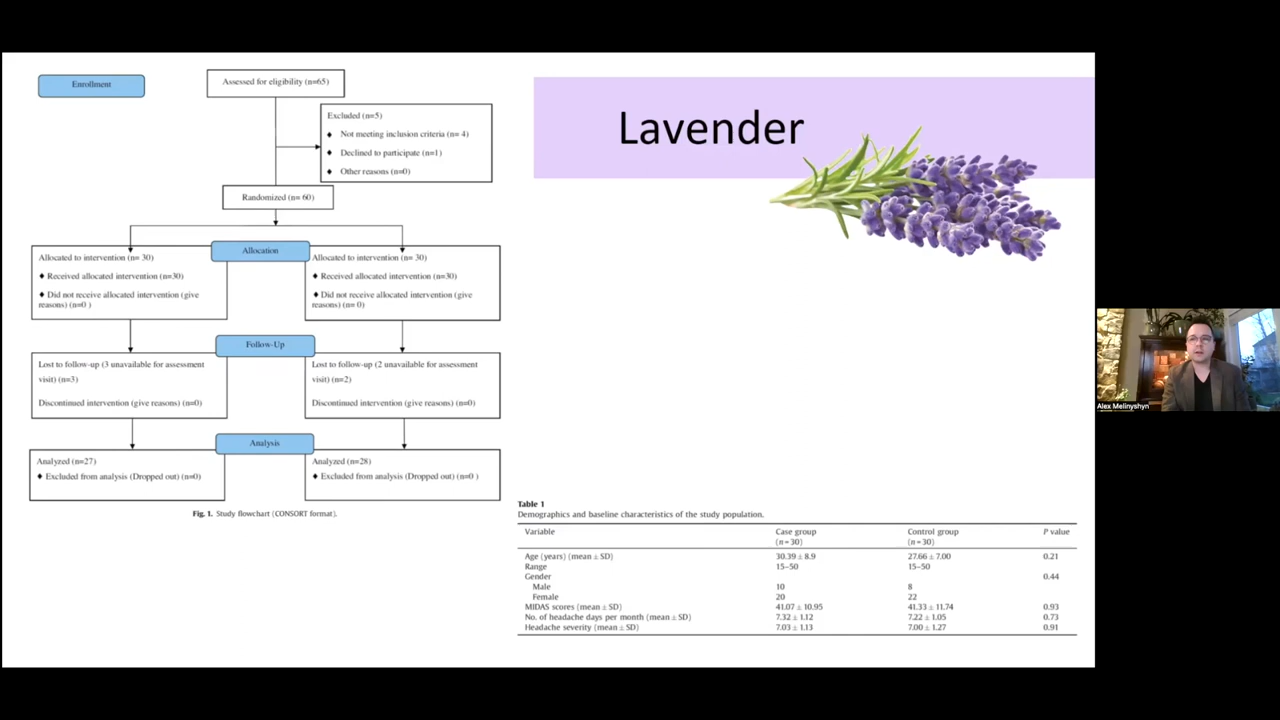 Enrollment
Assessed for eligibility (n=65)
Excluded (n=5)
♦ Not meeting inclusion criteria (n= 4)
♦ Declined to participate (n=1)
♦ Other reasons (n=0)
Randomized (n= 60)
Allocation
Allocated to intervention (n= 30)
♦ Received allocated intervention (n=30)
♦ Did not receive allocated intervention (give
reasons) (n=0 )
Allocated to intervention (n= 30)
♦ Received allocated intervention (n=30)
♦ Did not receive allocated intervention (give
reasons) (n= 0)
Follow-Up
Lost to follow-up (3 unavailable for assessment
visit) (n=3)
Discontinued intervention (give reasons) (n=0)
Lost to follow-up (2 unavailable for assessment
visit) (n=2)
Discontinued intervention (give reasons) (n=0)
Analysis
Analyzed (n=27)
♦ Excluded from analysis (Dropped out) (n=0)
Analyzed (n=28)
♦ Excluded from analysis (Dropped out) (n=0 )
Fig. 1. Study flowchart (CONSORT format).
Lavender
Table 1
Demographics and baseline characteristics of the study population.
Variable Case group Control group P value
(n = 30) (n = 30)
Age (years) (mean ± SD) 30.39 ± 8.9 27.66 ± 7.00 0.21
Range 15–50 15–50
Gender 0.44
Male 10 8
Female 20 22
MIDAS scores (mean ± SD) 41.07 ± 10.95 41.33 ± 11.74 0.93
No. of headache days per month (mean ± SD) 7.32 ± 1.12 7.22 ± 1.05 0.73
Headache severity (mean ± SD) 7.03 ± 1.13 7.00 ± 1.27 0.91
Alex Melinyshyn